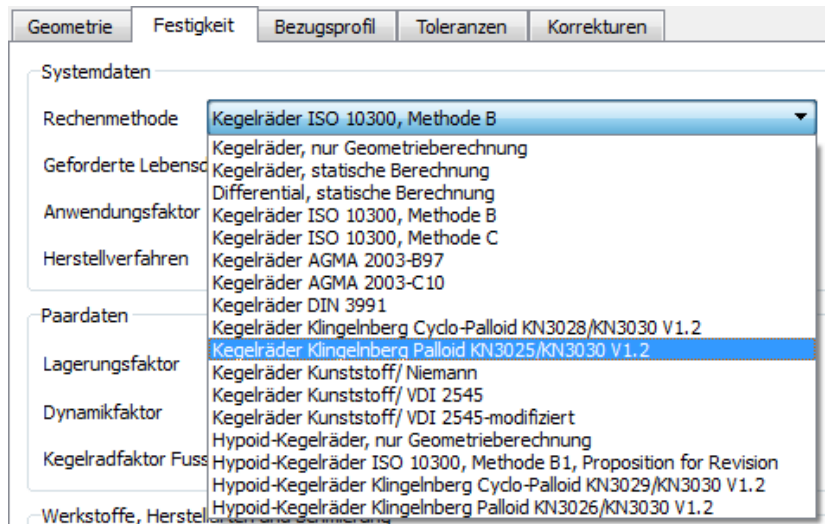 Geometrie Festigkeit Bezugsprofil Toleranzen Korrekturen
Systemdaten
Rechenmethode Kegelräder ISO 10300, Methode B
Kegelräder, nur Geometrieberechnung
Geforderte Lebensd Kegelräder, statische Berechnung
Differential, statische Berechnung
Anwendungsfaktor Kegelräder ISO 10300, Methode B
Kegelräder ISO 10300, Methode C
Herstellverfahren Kegelräder AGMA 2003-B97
Kegelräder AGMA 2003-C10
Kegelräder DIN 3991
Paardaten Kegelräder Klingelnberg Cyclo-Palloid KN3028/KN3030 V1.2
Kegelräder Klingelnberg Palloid KN3025/KN3030 V1.2
Lagerungsfaktor Kegelräder Kunststoff/ Niemann
Kegelräder Kunststoff/ VDI 2545
Dynamikfaktor Kegelräder Kunststoff/ VDI 2545-modifiziert
Hypoid-Kegelräder, nur Geometrieberechnung
Kegelradfaktor Fuss Hypoid-Kegelräder ISO 10300, Methode B1, Proposition for Revision
Hypoid-Kegelräder Klingelnberg Cyclo-Palloid KN3029/KN3030 V1.2
Hypoid-Kegelräder Klingelnberg Palloid KN3026/KN3030 V1.2
Werkstoffe,